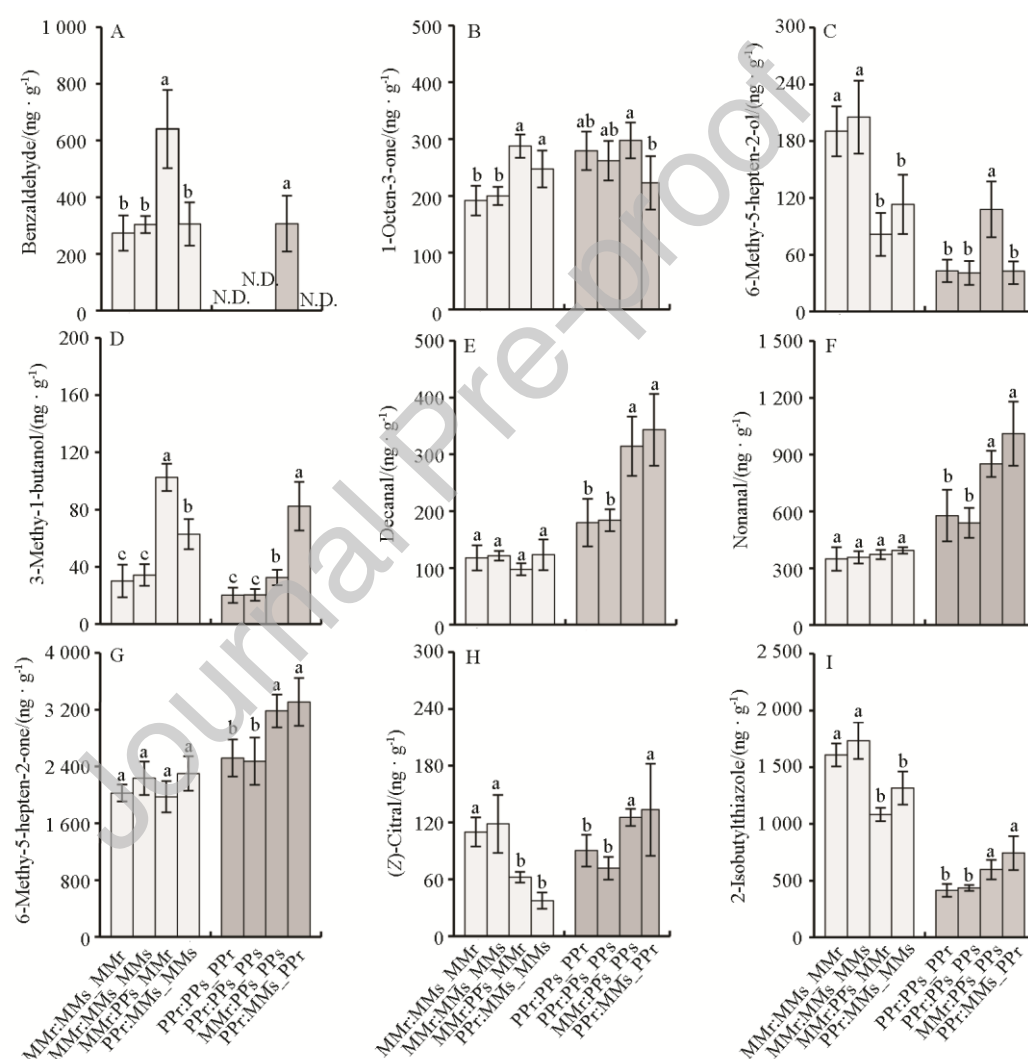 A
Benzaldehyde/(ng · g⁻¹)
1 000
800
600
400
200
0
b
b
a
b
N.D.
N.D.
a
N.D.
B
1-Octen-3-one/(ng · g⁻¹)
500
400
300
200
100
0
b
b
a
a
ab
ab
a
b
C
6-Methy-5-hepten-2-ol/(ng · g⁻¹)
300
240
180
120
60
0
a
a
b
b
b
b
a
b
D
3-Methy-1-butanol/(ng · g⁻¹)
200
160
120
80
40
0
c
c
a
b
c
c
b
a
E
Decanal/(ng · g⁻¹)
500
400
300
200
100
0
a
a
a
a
b
b
a
a
F
Nonanal/(ng · g⁻¹)
1 500
1 200
900
600
300
0
a
a
a
a
b
b
a
a
G
6-Methy-5-hepten-2-one/(ng · g⁻¹)
4 000
3 200
2 400
1 600
800
0
a
a
a
a
b
b
a
a
MMr:MMs_MMr
MMr:MMs_MMs
MMr:PPs_MMr
PPr:MMs_MMs
PPr:PPs_PPr
PPr:PPs_PPs
MMr:PPs_PPs
PPr:MMs_PPr
H
(Z)-Citral/(ng · g⁻¹)
300
240
180
120
60
0
a
a
b
b
b
b
a
a
MMr:MMs_MMr
MMr:MMs_MMs
MMr:PPs_MMr
PPr:MMs_MMs
PPr:PPs_PPr
PPr:PPs_PPs
MMr:PPs_PPs
PPr:MMs_PPr
I
2-Isobutylthiazole/(ng · g⁻¹)
2 500
2 000
1 500
1 000
500
0
a
a
b
b
b
b
a
a
MMr:MMs_MMr
MMr:MMs_MMs
MMr:PPs_MMr
PPr:MMs_MMs
PPr:PPs_PPr
PPr:PPs_PPs
MMr:PPs_PPs
PPr:MMs_PPr
Journal Pre-proof